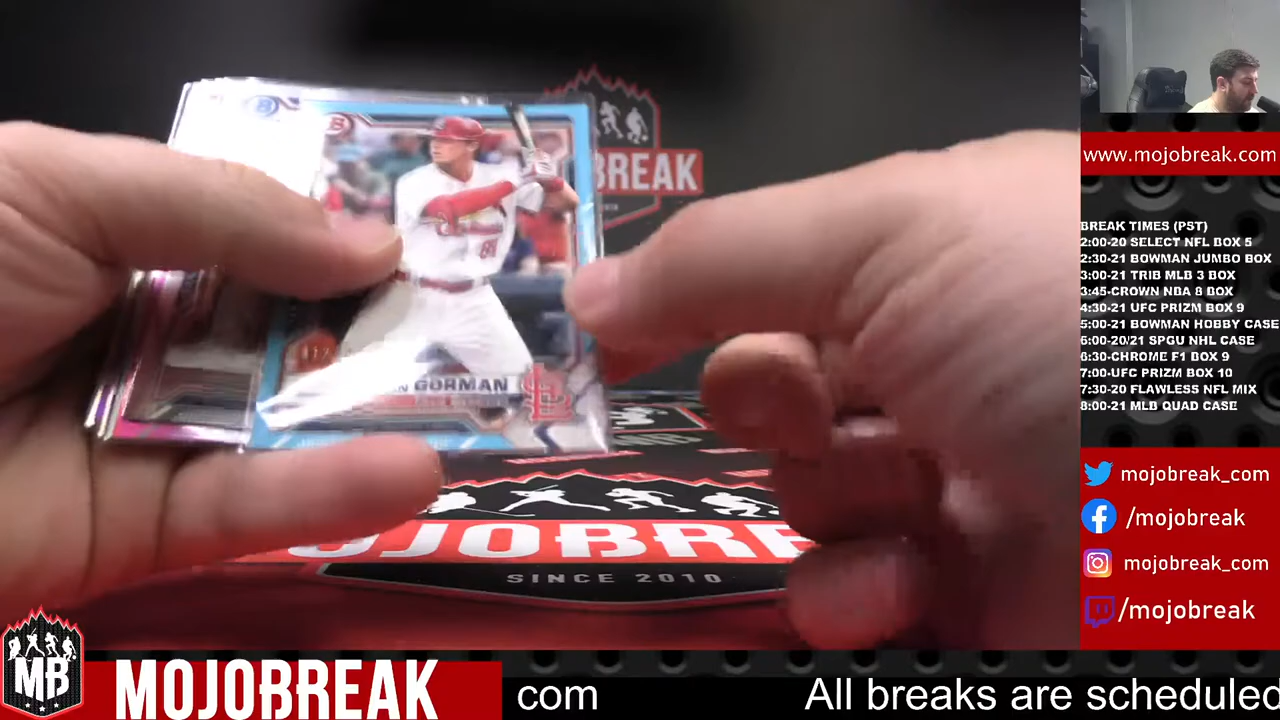 www.mojobreak.com
BREAK TIMES (PST)
2:00-20 SELECT NFL BOX 5
2:30-21 BOWMAN JUMBO BOX
3:00-21 TRIB MLB 3 BOX
3:45-CROWN NBA 8 BOX
4:30-21 UFC PRIZM BOX 9
5:00-21 BOWMAN HOBBY CASE
6:00-20/21 SPGU NHL CASE
6:30-CHROME F1 BOX 9
7:00-UFC PRIZM BOX 10
7:30-20 FLAWLESS NFL MIX
8:00-21 MLB QUAD CASE
mojobreak_com
/mojobreak
mojobreak_com
/mojobreak
BREAK
GORMAN
OJOBRE
SINCE 2010
MB
MOJOBREAK
com
All breaks are scheduled